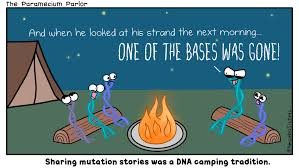 The Paramecium Parlor
And when he looked at his strand the next morning...
ONE OF THE BASES WAS GONE!
Sharing mutation stories was a DNA camping tradition.